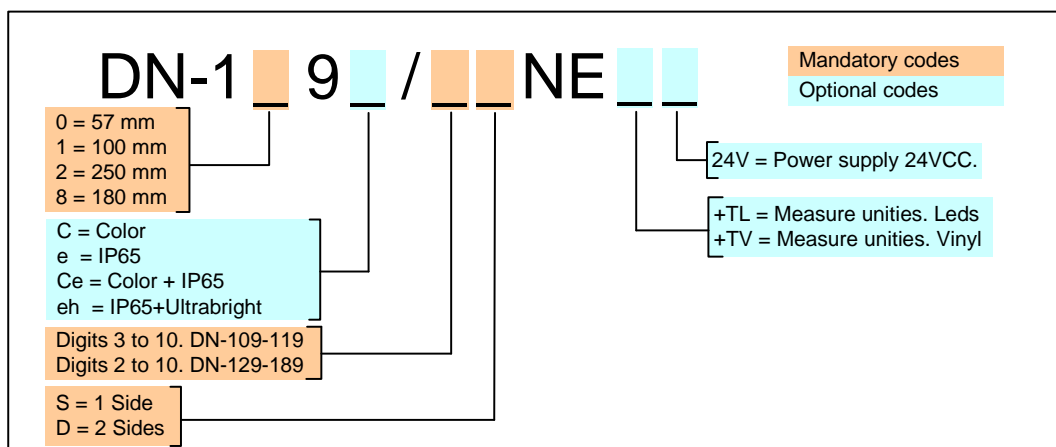 DN-1_ 9_ / _ _ NE _ _
Mandatory codes
Optional codes
0 = 57 mm
1 = 100 mm
2 = 250 mm
8 = 180 mm
24V = Power supply 24VCC.
+TL = Measure unities. Leds
+TV = Measure unities. Vinyl
C = Color
e = IP65
Ce = Color + IP65
eh = IP65+Ultrabright
Digits 3 to 10. DN-109-119
Digits 2 to 10. DN-129-189
S = 1 Side
D = 2 Sides